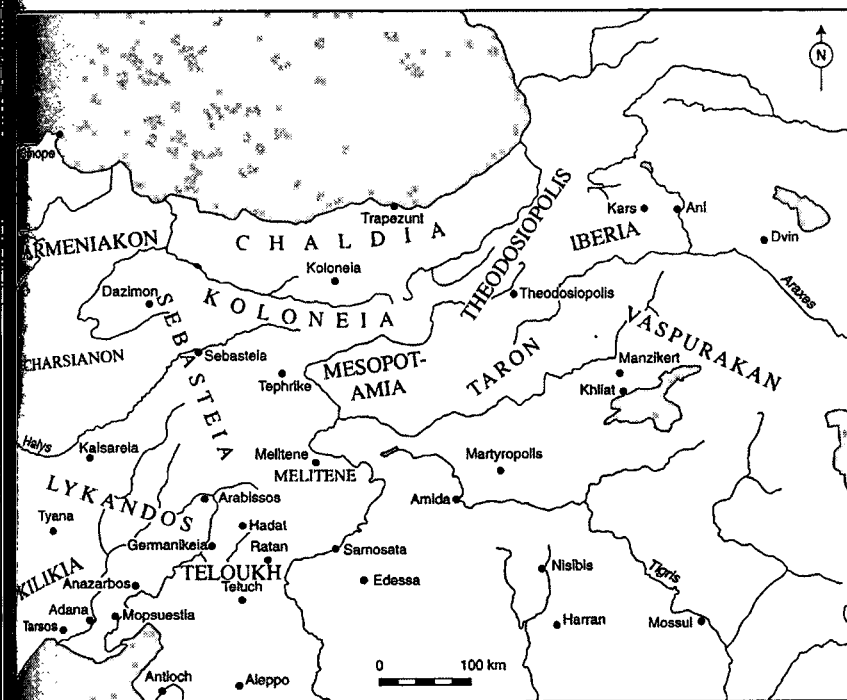 N
Trapezunt
Kars
Ani
Dvin
ARMENIAKON
CHALDIA
IBERIA
THEODOSIOPOLIS
Koloneia
Dazimon
KOLONEIA
Theodosiopolis
Araxes
SEBASTEIA
VASPURAKAN
CHARSIANON
Sebasteia
MESOPOT-
AMIA
TARON
Manzikert
Tephrike
Khliat
Halys
Kaisareia
Melitene
MELITENE
Martyropolis
LYKANDOS
Arabissos
Amida
Tyana
Hadat
Germanikeia
Ratan
Samosata
KILIKIA
TELOUKH
Edessa
Nisibis
Tigris
Anazarbos
Teluch
Adana
Mopsuestia
Tarsos
Harran
Mossul
Antioch
Aleppo
0 100 km